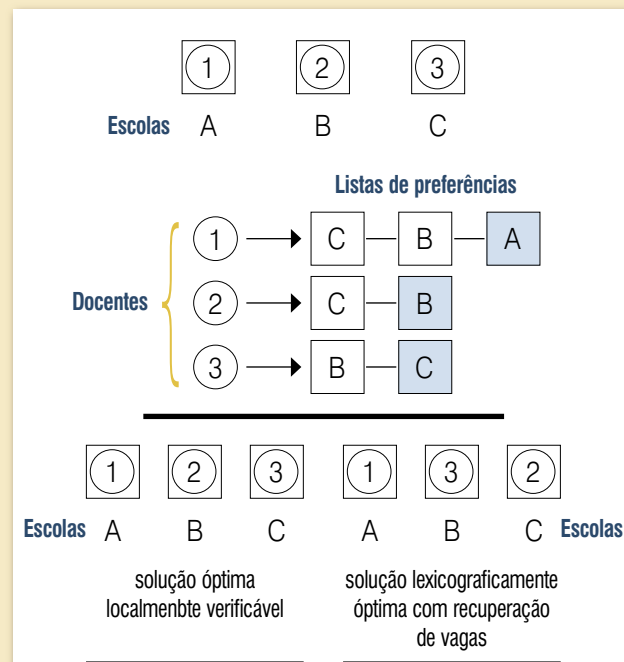 1 2 3
Escolas A B C
Listas de preferências
1 C B A
Docentes
2 C B
3 B C
1 2 3 1 3 2
Escolas A B C A B C Escolas
solução óptima
localmenbte verificável
solução lexicograficamente
óptima com recuperação
de vagas